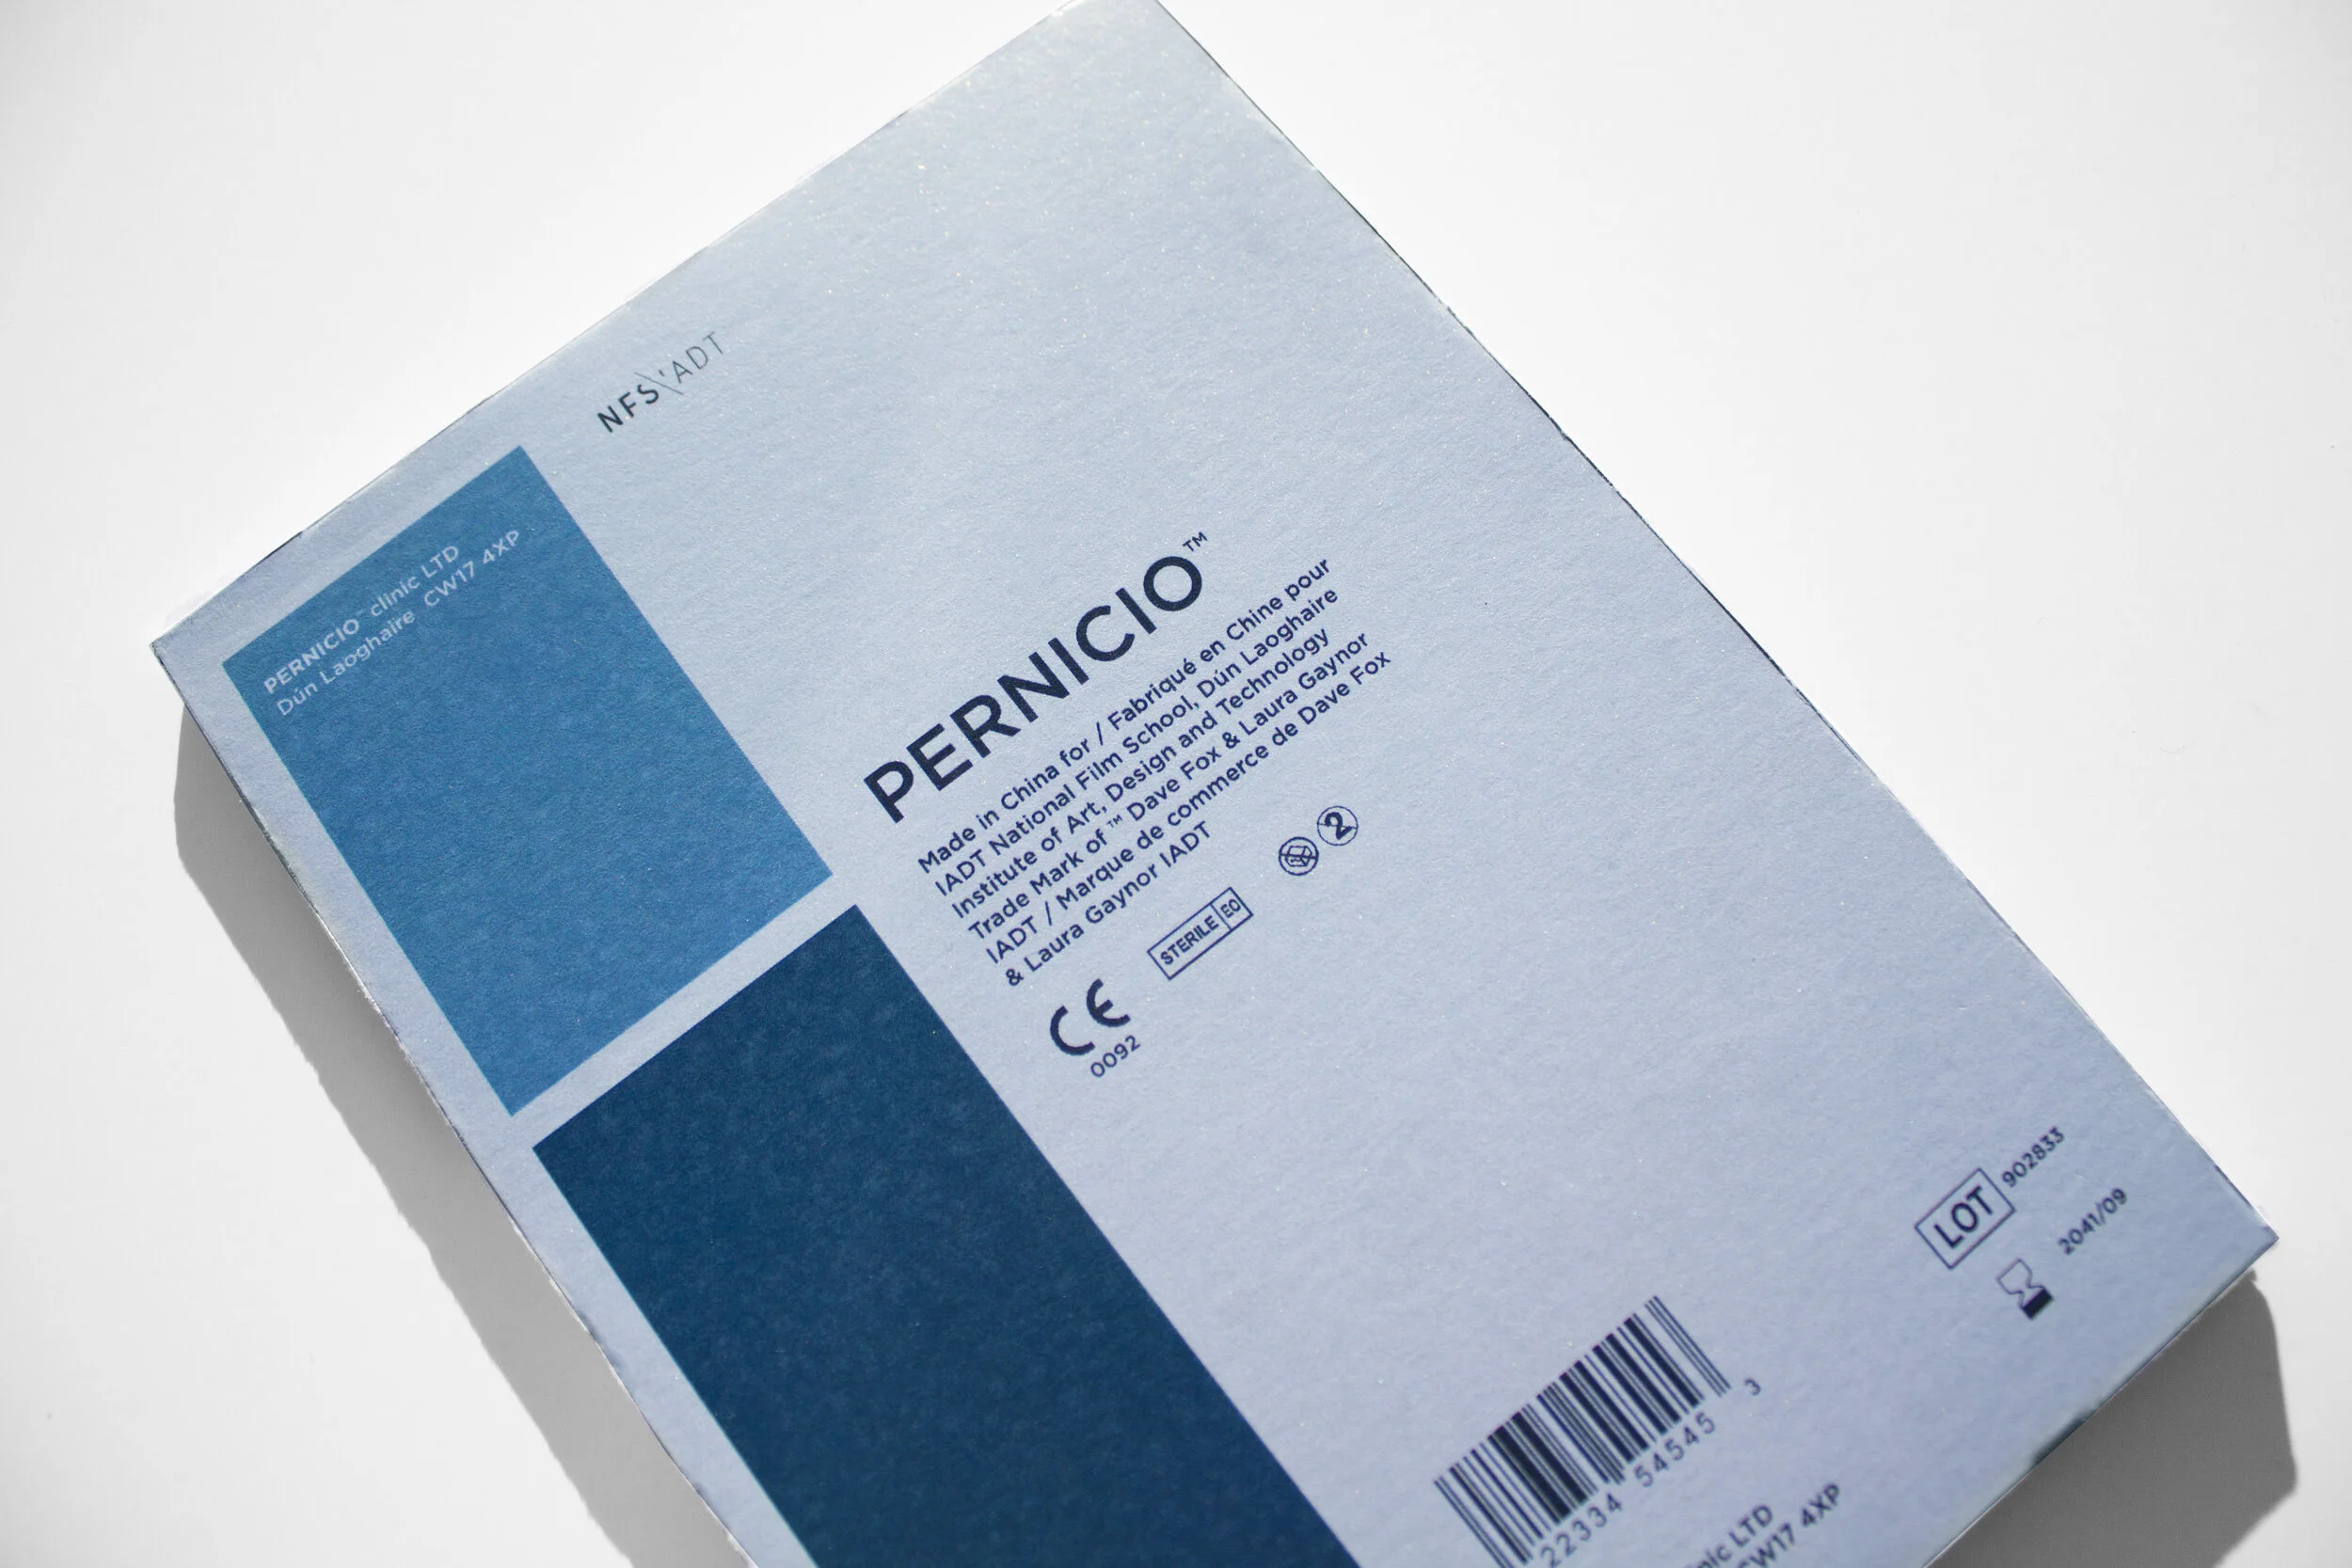 NFS\'ADT
PERNICIO™ clinic LTD
Dún Laoghaire CW17 4XP
PERNICIO™
Made in China for / Fabriqué en Chine pour
IADT National Film School, Dún Laoghaire
Institute of Art, Design and Technology
Trade Mark of ™ Dave Fox & Laura Gaynor
IADT / Marque de commerce de Dave Fox
& Laura Gaynor IADT
STERILE EO
2
CE
0092
LOT 902833
2041/09
22334 54545 3
LTD
4XP